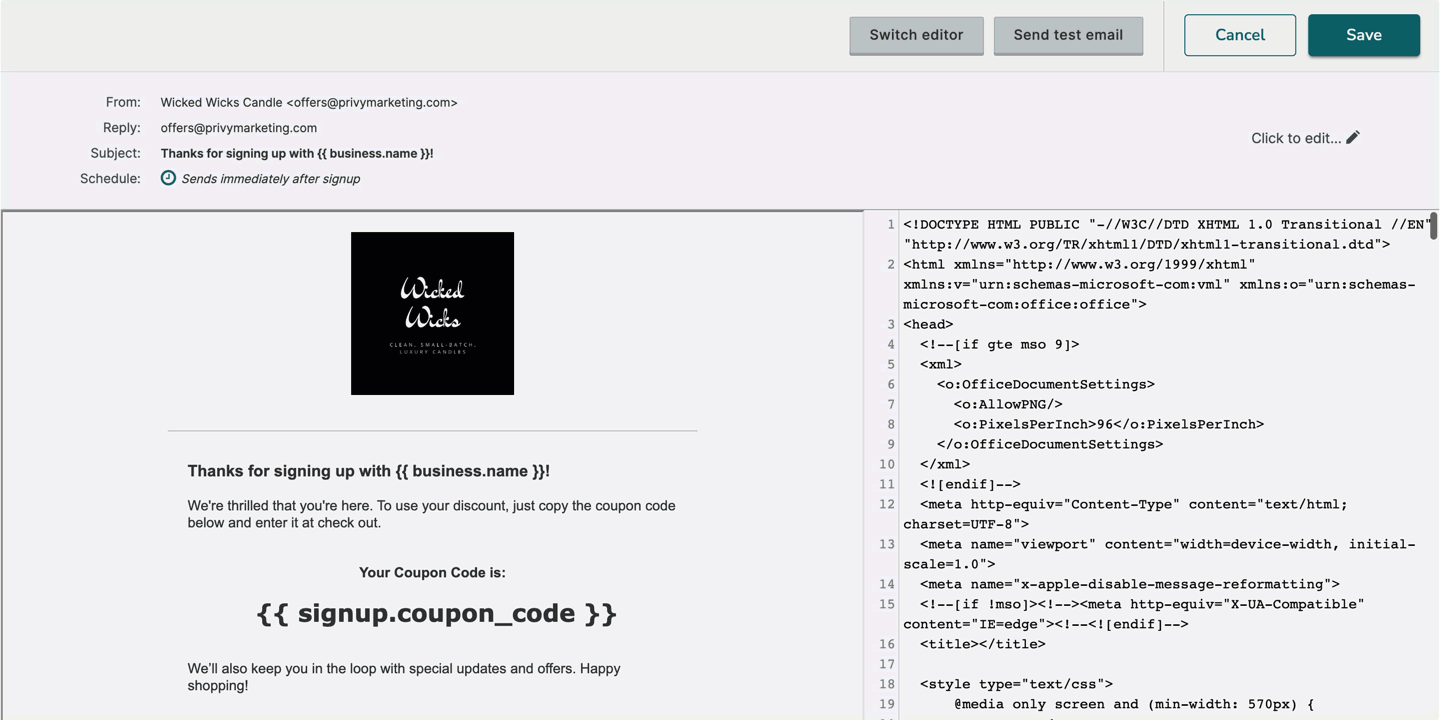 Switch editor
Send test email
Cancel
Save
From: Wicked Wicks Candle <offers@privymarketing.com>
Reply: offers@privymarketing.com
Subject: Thanks for signing up with {{ business.name }}!
Schedule: Sends immediately after signup
Click to edit...
Wicked
Wicks
CLEAN, SMALL-BATCH,
LUXURY CANDLES
Thanks for signing up with {{ business.name }}!
We're thrilled that you're here. To use your discount, just copy the coupon code
below and enter it at check out.
Your Coupon Code is:
{{ signup.coupon_code }}
We'll also keep you in the loop with special updates and offers. Happy
shopping!
1 <!DOCTYPE HTML PUBLIC "-//W3C//DTD XHTML 1.0 Transitional //EN"
"http://www.w3.org/TR/xhtml1/DTD/xhtml1-transitional.dtd">
2 <html xmlns="http://www.w3.org/1999/xhtml"
xmlns:v="urn:schemas-microsoft-com:vml" xmlns:o="urn:schemas-
microsoft-com:office:office">
3 <head>
4 <!--[if gte mso 9]>
5 <xml>
6 <o:OfficeDocumentSettings>
7 <o:AllowPNG/>
8 <o:PixelsPerInch>96</o:PixelsPerInch>
9 </o:OfficeDocumentSettings>
10 </xml>
11 <![endif]-->
12 <meta http-equiv="Content-Type" content="text/html;
charset=UTF-8">
13 <meta name="viewport" content="width=device-width, initial-
scale=1.0">
14 <meta name="x-apple-disable-message-reformatting">
15 <!--[if !mso]><!--><meta http-equiv="X-UA-Compatible"
content="IE=edge"><!--<![endif]-->
16 <title></title>
17
18 <style type="text/css">
19 @media only screen and (min-width: 570px) {